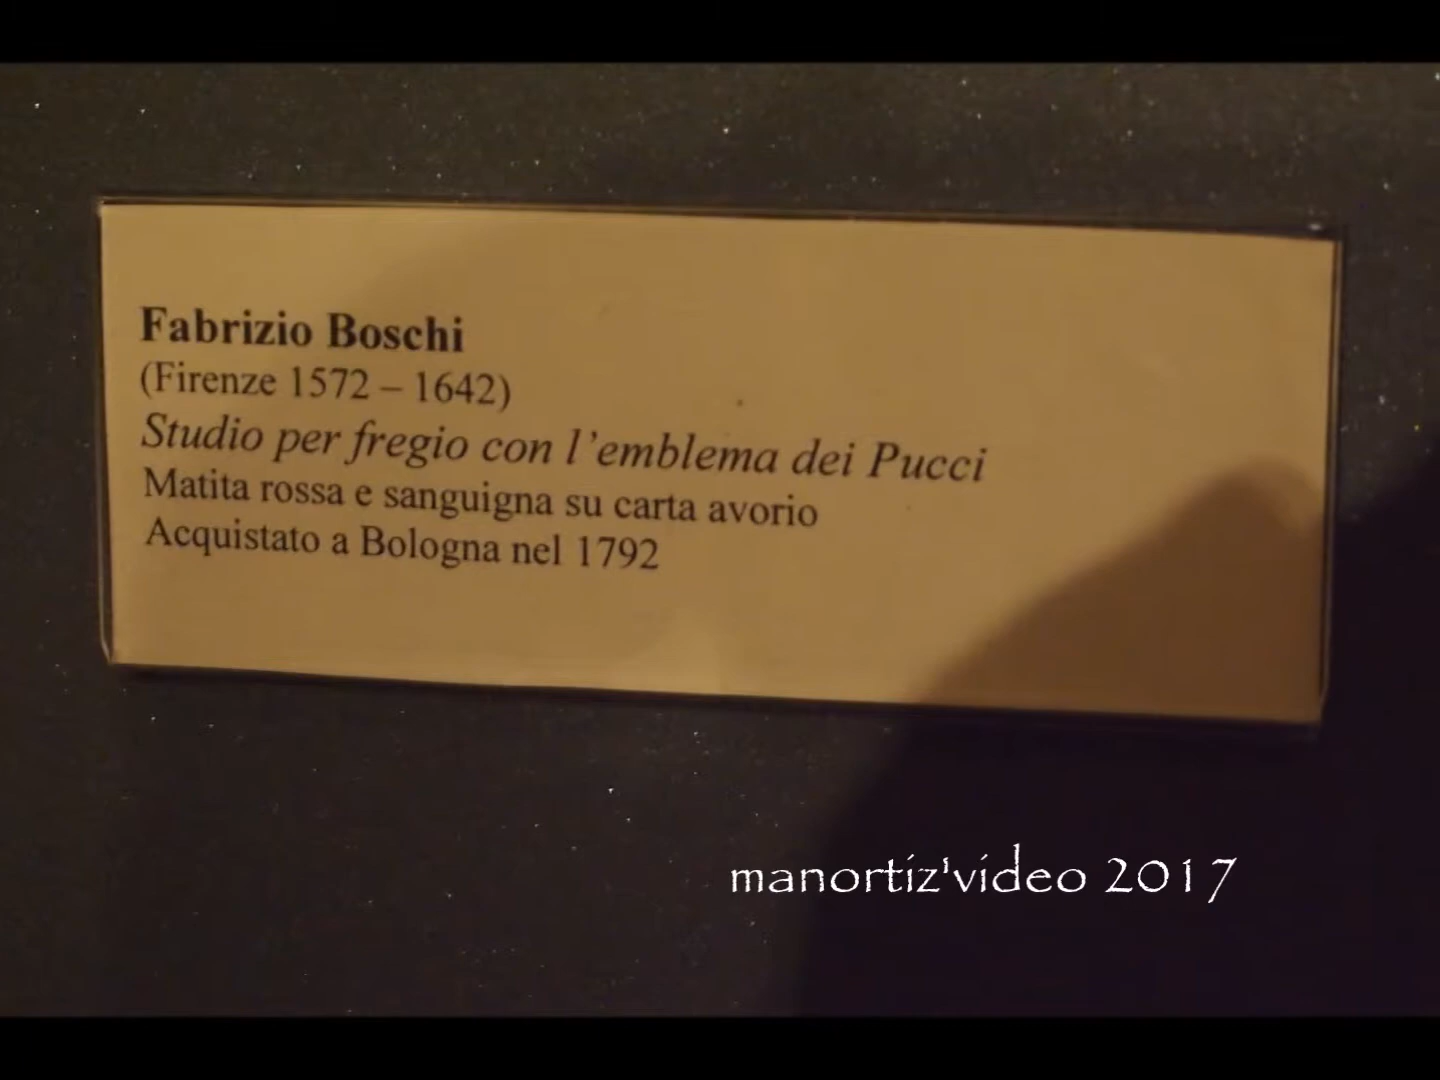 Fabrizio Boschi
(Firenze 1572 – 1642)
Studio per fregio con l'emblema dei Pucci
Matita rossa e sanguigna su carta avorio
Acquistato a Bologna nel 1792
manortiz'video 2017